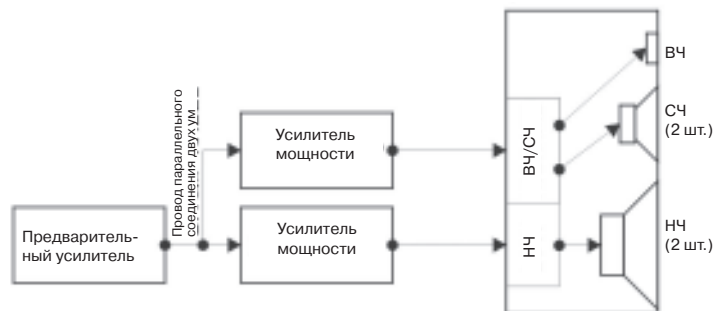 Предваритель-
ный усилитель
Провод параллельного
соединения двух ум
Усилитель
мощности
Усилитель
мощности
ВЧ/СЧ
НЧ
ВЧ
СЧ
(2 шт.)
НЧ
(2 шт.)